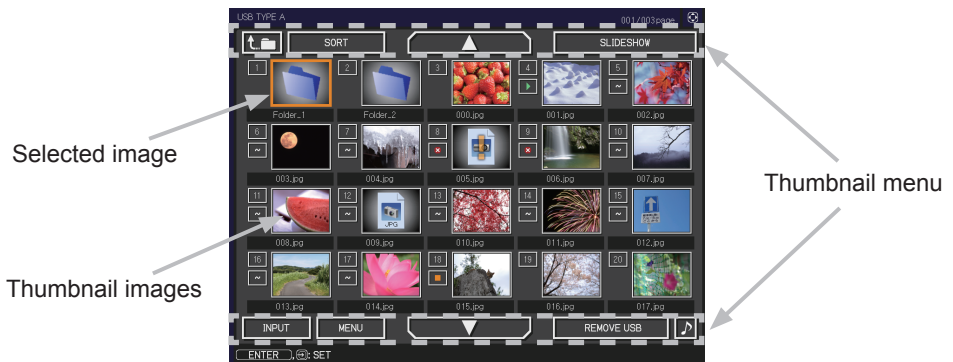 USB TYPE A 001/003page
SORT SLIDESHOW
1 2 3 4 5
Folder_1 Folder_2 000.jpg 001.jpg 002.jpg
Selected image
6 7 8 9 10
003.jpg 004.jpg 005.jpg 006.jpg 007.jpg
Thumbnail menu
11 12 13 14 15
JPG
008.jpg 009.jpg 010.jpg 011.jpg 012.jpg
Thumbnail images
16 17 18 19 20
013.jpg 014.jpg 015.jpg 016.jpg 017.jpg
INPUT MENU REMOVE USB
ENTER , : SET